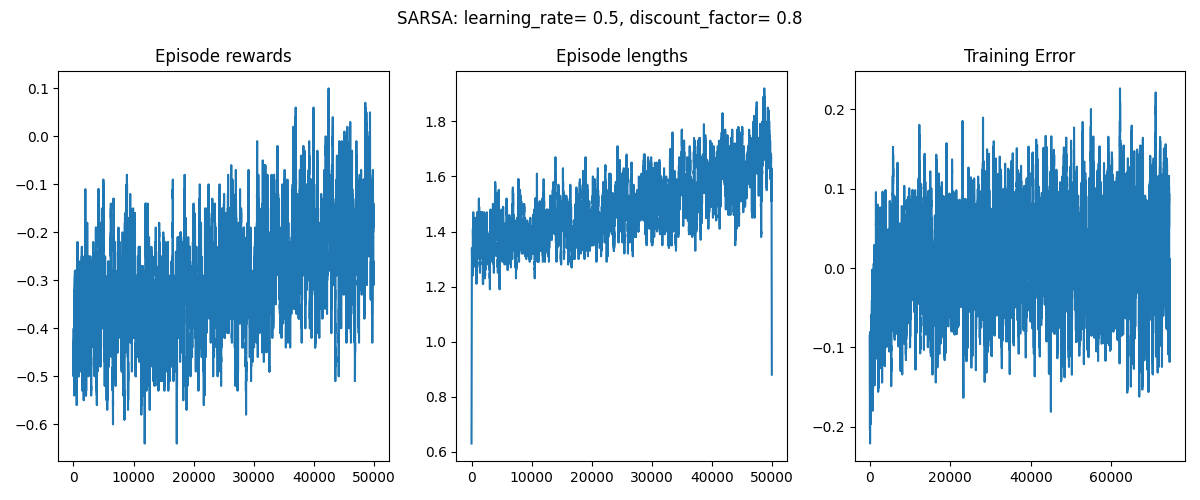 SARSA: learning_rate= 0.5, discount_factor= 0.8
Episode rewards
0.1
0.0
−0.1
−0.2
−0.3
−0.4
−0.5
−0.6
0 10000 20000 30000 40000 50000
Episode lengths
1.8
1.6
1.4
1.2
1.0
0.8
0.6
0 10000 20000 30000 40000 50000
Training Error
0.2
0.1
0.0
−0.1
−0.2
0 20000 40000 60000